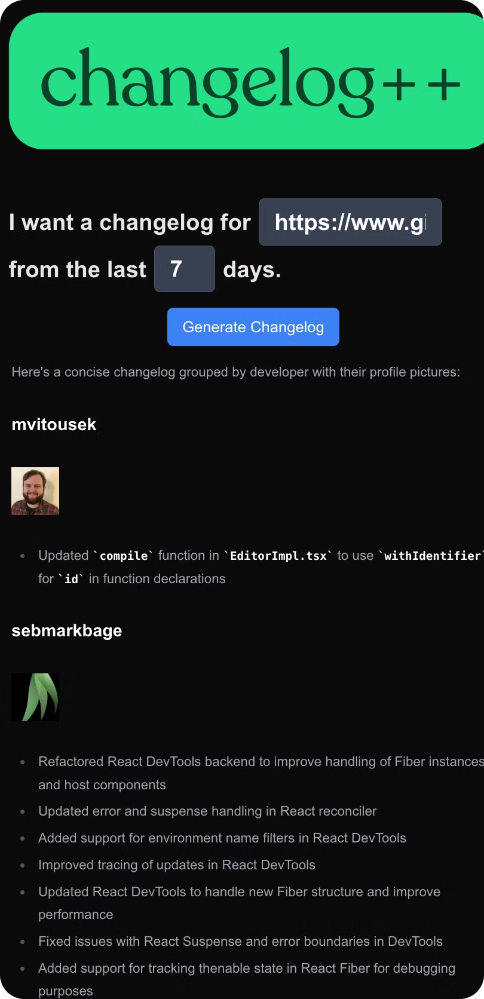 changelog++
I want a changelog for https://www.gi
from the last 7 days.
Generate Changelog
Here's a concise changelog grouped by developer with their profile pictures:
mvitousek
• Updated `compile` function in `EditorImpl.tsx` to use `withIdentifier`
for `id` in function declarations
sebmarkbage
• Refactored React DevTools backend to improve handling of Fiber instances
and host components
• Updated error and suspense handling in React reconciler
• Added support for environment name filters in React DevTools
• Improved tracing of updates in React DevTools
• Updated React DevTools to handle new Fiber structure and improve
performance
• Fixed issues with React Suspense and error boundaries in DevTools
• Added support for tracking thenable state in React Fiber for debugging
purposes